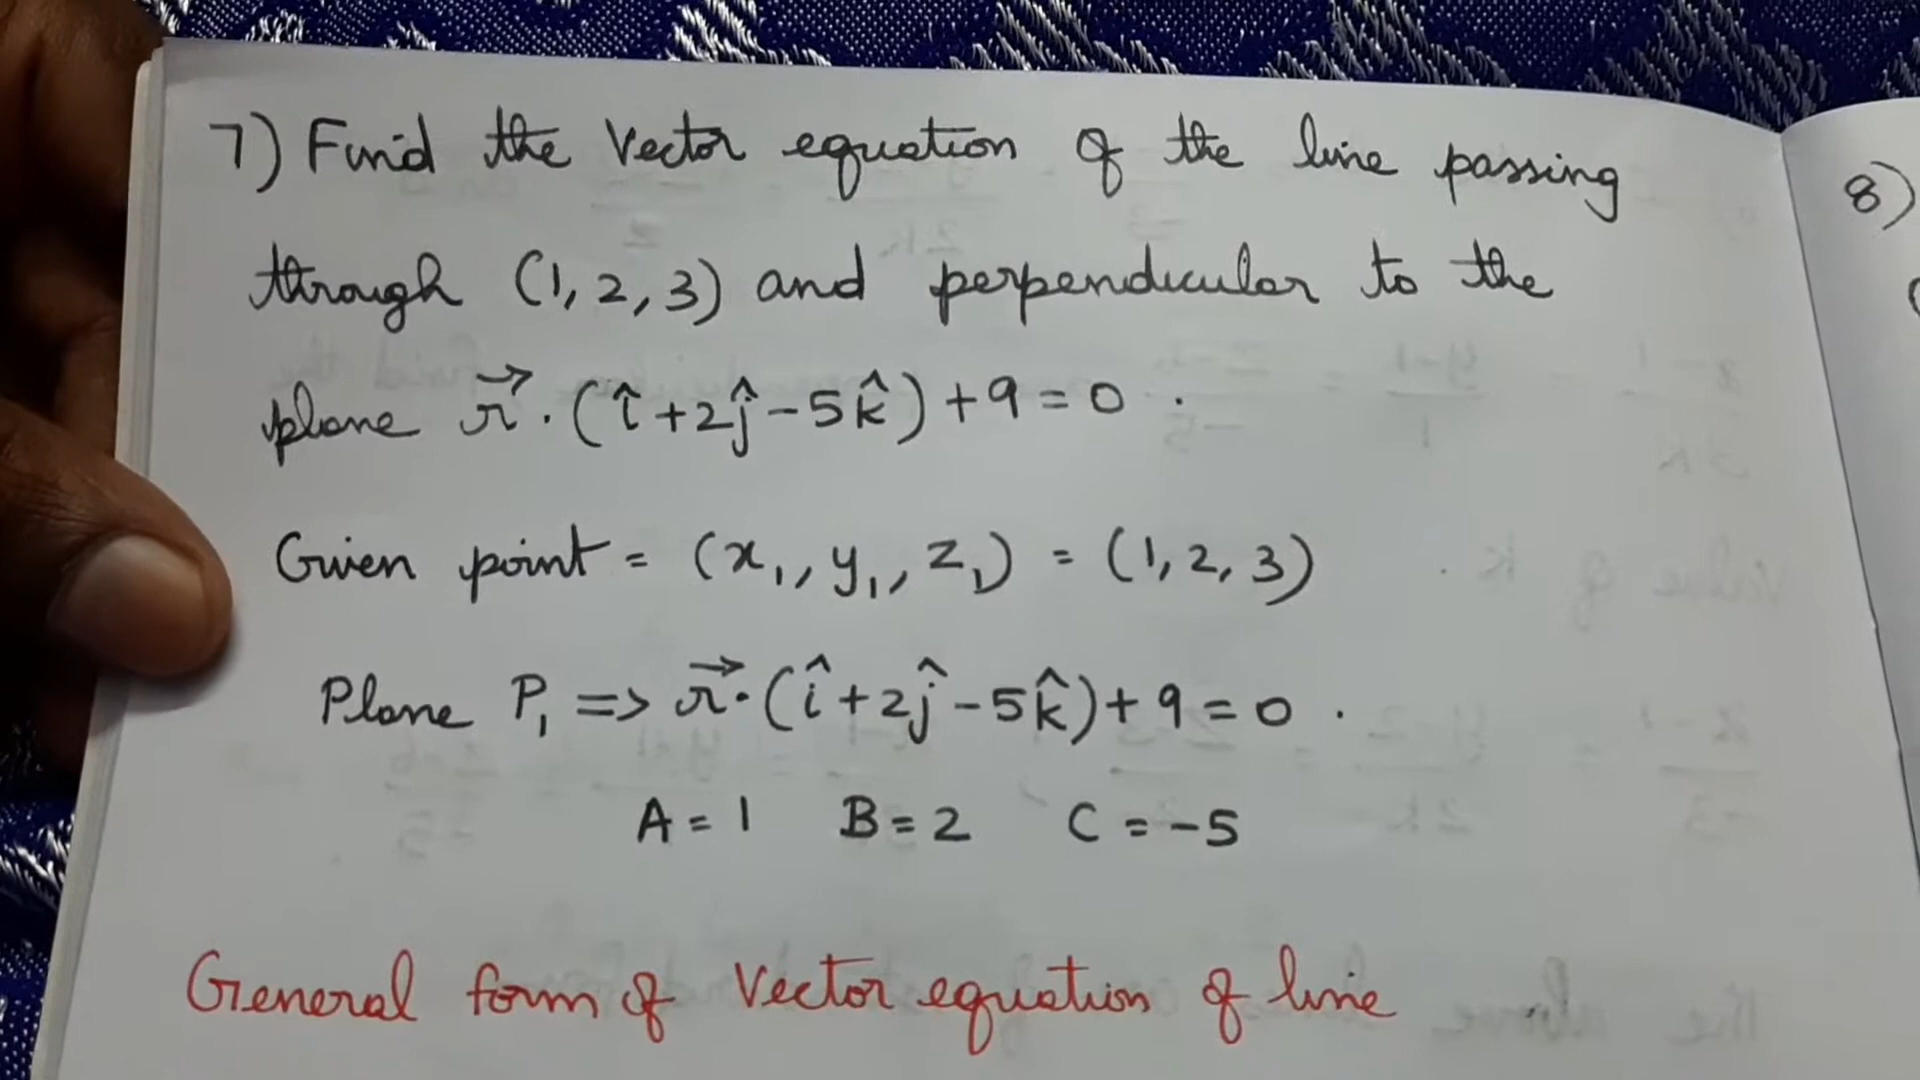 7) Find the Vector equation of the line passing
through (1, 2, 3) and perpendicular to the
plane r⃗ . (î + 2ĵ - 5k̂) + 9 = 0 .
Given point = (x₁, y₁, z₁) = (1, 2, 3)
Plane P₁ => r⃗ . (î + 2ĵ - 5k̂) + 9 = 0 .
A = 1 B = 2 C = -5
General form of Vector equation of line
8)